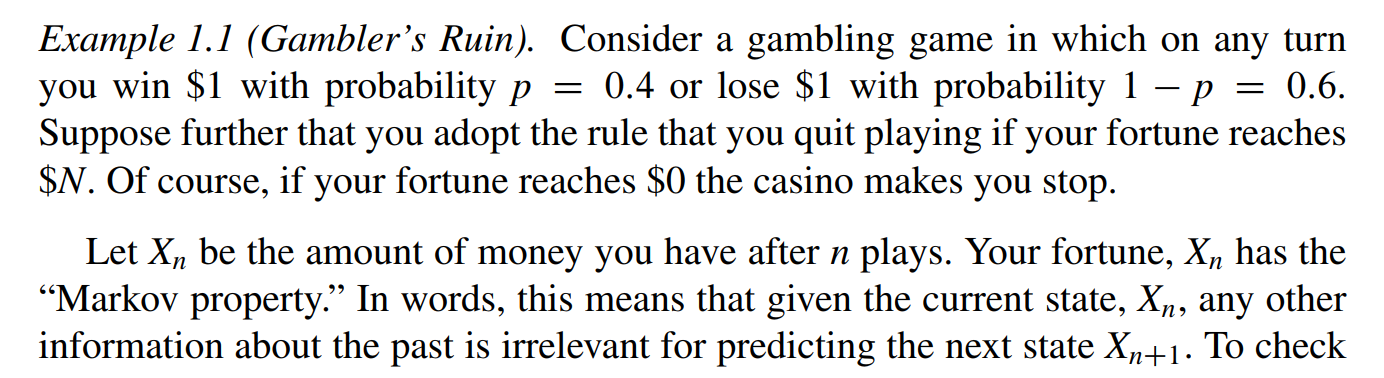 Example 1.1 (Gambler's Ruin). Consider a gambling game in which on any turn
you win $1 with probability p = 0.4 or lose $1 with probability 1 − p = 0.6.
Suppose further that you adopt the rule that you quit playing if your fortune reaches
$N. Of course, if your fortune reaches $0 the casino makes you stop.
Let Xn be the amount of money you have after n plays. Your fortune, Xn has the
“Markov property.” In words, this means that given the current state, Xn, any other
information about the past is irrelevant for predicting the next state Xn+1. To check